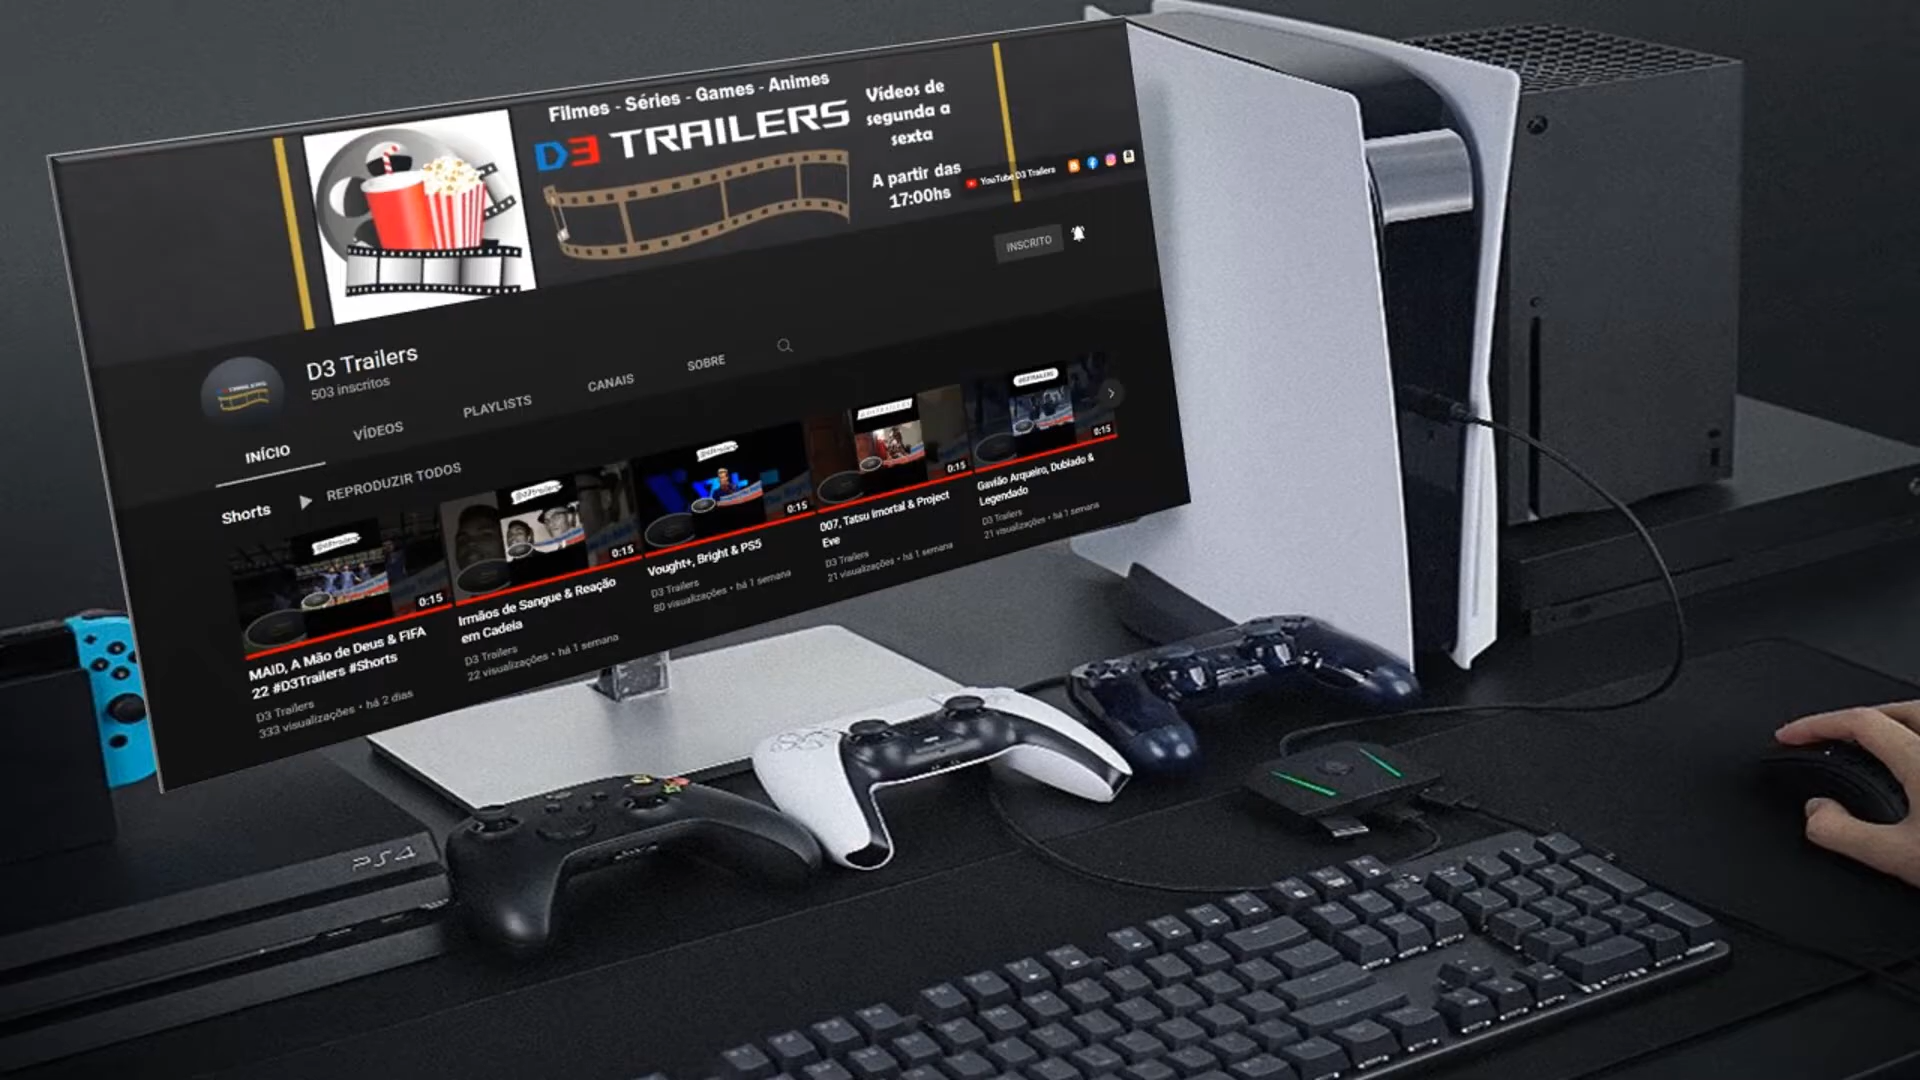 Filmes - Séries - Games - Animes
D3 TRAILERS
Vídeos de
segunda a
sexta
A partir das
17:00hs
YouTube D3 Trailers
INSCRITO
D3 Trailers
503 inscritos
INÍCIO
VÍDEOS
PLAYLISTS
CANAIS
SOBRE
Shorts
REPRODUZIR TODOS
0:15
MAID, A Mão de Deus & FIFA
22 #D3Trailers #Shorts
D3 Trailers
333 visualizações • há 2 dias
0:15
Irmãos de Sangue & Reação
em Cadeia
D3 Trailers
22 visualizações • há 1 semana
0:15
Vought+, Bright & PS5
D3 Trailers
80 visualizações • há 1 semana
0:15
007, Tatsu Imortal & Project
Eve
D3 Trailers
21 visualizações • há 1 semana
0:15
Gavião Arqueiro, Dublado &
Legendado
D3 Trailers
21 visualizações • há 1 semana
PS4